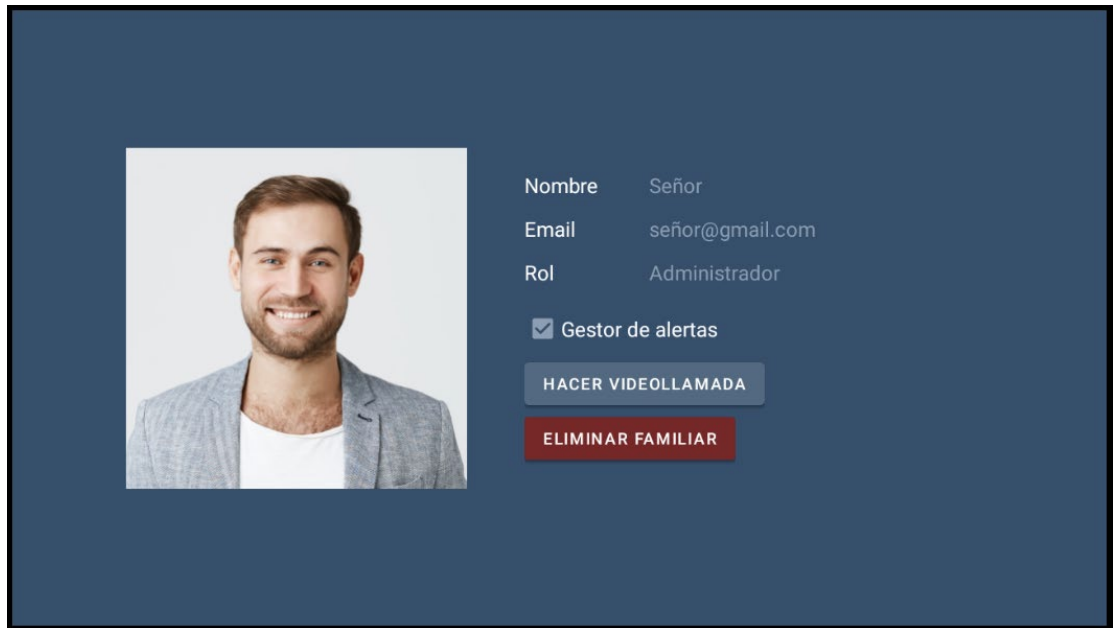 Nombre Señor
Email señor@gmail.com
Rol Administrador
Gestor de alertas
HACER VIDEOLLAMADA
ELIMINAR FAMILIAR